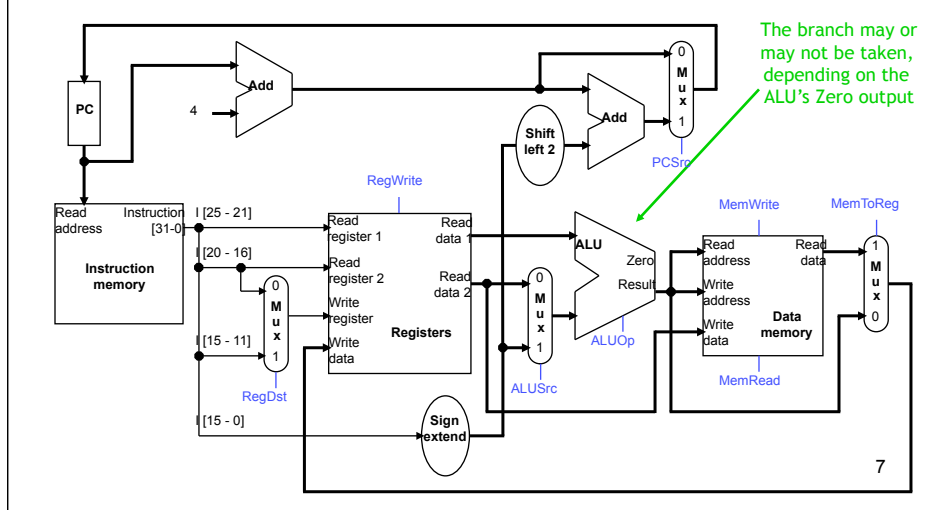 The branch may or
may not be taken,
depending on the
ALU's Zero output
0
M
u
x
1
PCSrc
Add
PC
4
Add
Shift
left 2
RegWrite
MemWrite
MemToReg
Read
address
Instruction
[31-0]
Instruction
memory
I [25 - 21]
I [20 - 16]
I [15 - 11]
I [15 - 0]
0
M
u
x
1
RegDst
Read
register 1
Read
register 2
Write
register
Write
data
Read
data 1
Read
data 2
Registers
Sign
extend
0
M
u
x
1
ALUSrc
ALU
Zero
Result
ALUOp
Read
address
Write
address
Write
data
Read
data
Data
memory
MemRead
1
M
u
x
0
7